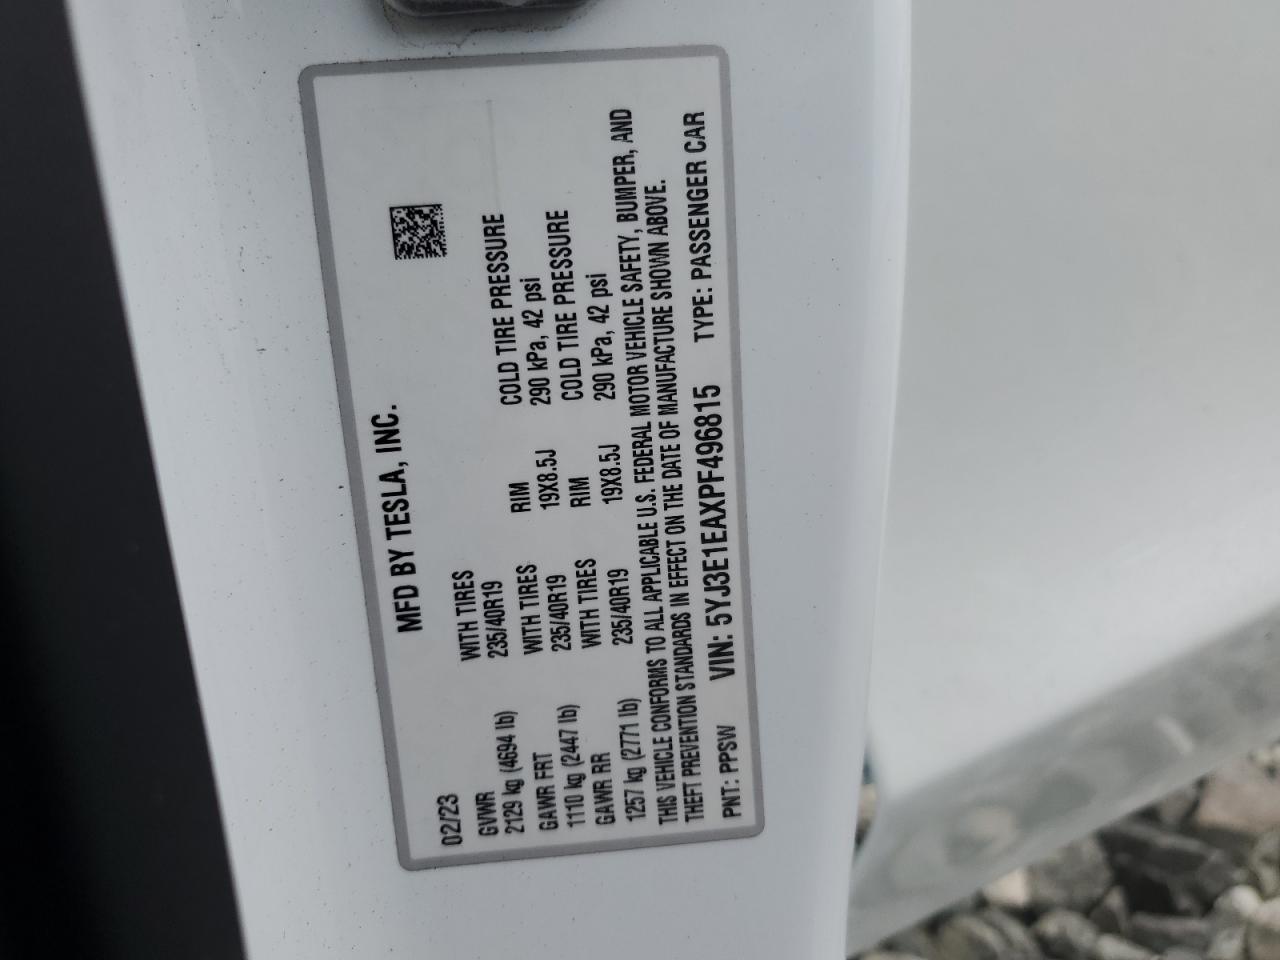 MFD BY TESLA, INC.
02/23
GVWR WITH TIRES RIM COLD TIRE PRESSURE
2129 kg (4694 lb) 235/40R19 19X8.5J 290 kPa, 42 psi
GAWR FRT WITH TIRES RIM COLD TIRE PRESSURE
1110 kg (2447 lb) 235/40R19 19X8.5J 290 kPa, 42 psi
GAWR RR WITH TIRES
1257 kg (2771 lb) 235/40R19
THIS VEHICLE CONFORMS TO ALL APPLICABLE U.S. FEDERAL MOTOR VEHICLE SAFETY, BUMPER, AND
THEFT PREVENTION STANDARDS IN EFFECT ON THE DATE OF MANUFACTURE SHOWN ABOVE.
PNT: PPSW VIN: 5YJ3E1EAXPF496815 TYPE: PASSENGER CAR